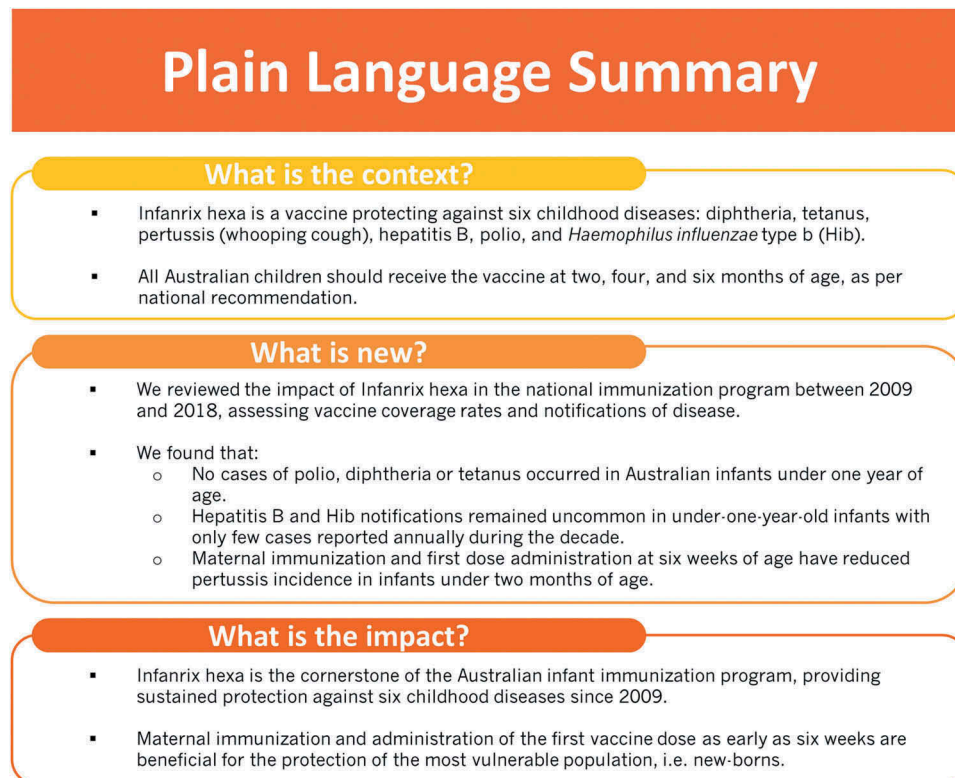 Plain Language Summary
What is the context?
▪ Infanrix hexa is a vaccine protecting against six childhood diseases: diphtheria, tetanus,
pertussis (whooping cough), hepatitis B, polio, and Haemophilus influenzae type b (Hib).
▪ All Australian children should receive the vaccine at two, four, and six months of age, as per
national recommendation.
What is new?
▪ We reviewed the impact of Infanrix hexa in the national immunization program between 2009
and 2018, assessing vaccine coverage rates and notifications of disease.
▪ We found that:
o No cases of polio, diphtheria or tetanus occurred in Australian infants under one year of
age.
o Hepatitis B and Hib notifications remained uncommon in under-one-year-old infants with
only few cases reported annually during the decade.
o Maternal immunization and first dose administration at six weeks of age have reduced
pertussis incidence in infants under two months of age.
What is the impact?
▪ Infanrix hexa is the cornerstone of the Australian infant immunization program, providing
sustained protection against six childhood diseases since 2009.
▪ Maternal immunization and administration of the first vaccine dose as early as six weeks are
beneficial for the protection of the most vulnerable population, i.e. new-borns.